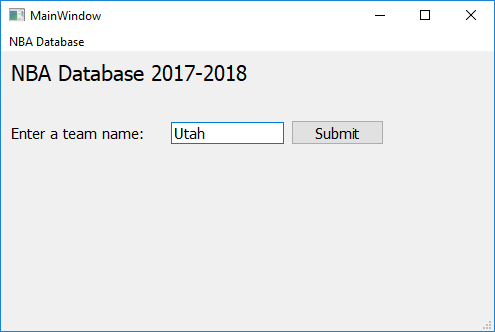 MainWindow
NBA Database
NBA Database 2017-2018
Enter a team name: Utah Submit